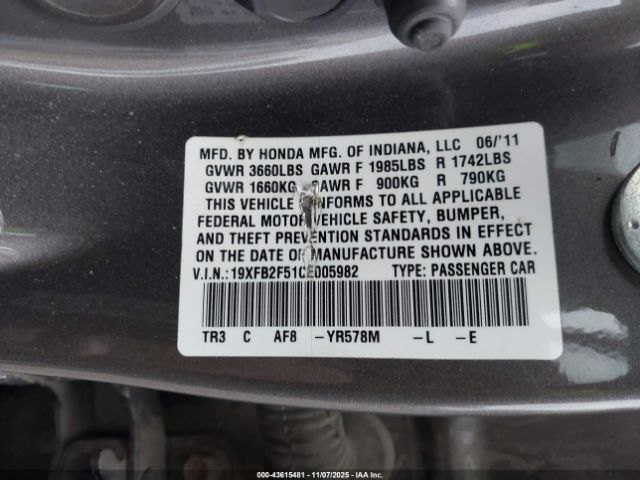 MFD. BY HONDA MFG. OF INDIANA, LLC 06/'11
GVWR 3660LBS GAWR F 1985LBS R 1742LBS
GVWR 1660KG GAWR F 900KG R 790KG
THIS VEHICLE CONFORMS TO ALL APPLICABLE
FEDERAL MOTOR VEHICLE SAFETY, BUMPER,
AND THEFT PREVENTION STANDARDS IN EFFECT
ON THE DATE OF MANUFACTURE SHOWN ABOVE.
V.I.N.:19XFB2F51CE005982 TYPE: PASSENGER CAR
TR3 C AF8 -YR578M -L -E
000-43615481 - 11/07/2025 - IAAI.com